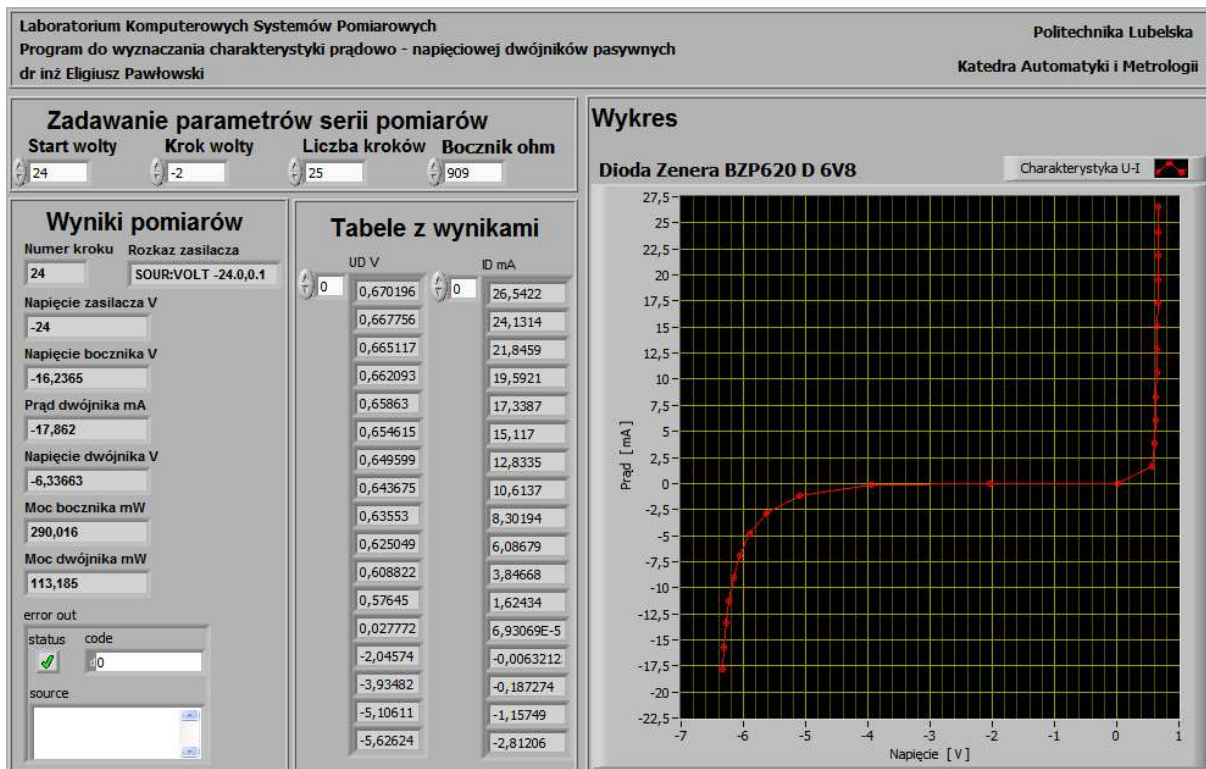 Laboratorium Komputerowych Systemów Pomiarowych
Program do wyznaczania charakterystyki prądowo - napięciowej dwójników pasywnych
dr inż Eligiusz Pawłowski
Politechnika Lubelska
Katedra Automatyki i Metrologii
Zadawanie parametrów serii pomiarów
Start wolty Krok wolty Liczba kroków Bocznik ohm
24 -2 25 909
Wyniki pomiarów
Numer kroku Rozkaz zasilacza
24 SOUR:VOLT -24.0,0.1
Napięcie zasilacza V
-24
Napięcie bocznika V
-16,2365
Prąd dwójnika mA
-17,862
Napięcie dwójnika V
-6,33663
Moc bocznika mW
290,016
Moc dwójnika mW
113,185
error out
status code
d0
source
Tabele z wynikami
UD V ID mA
0 0,670196 0 26,5422
0,667756 24,1314
0,665117 21,8459
0,662093 19,5921
0,65863 17,3387
0,654615 15,117
0,649599 12,8335
0,643675 10,6137
0,63553 8,30194
0,625049 6,08679
0,608822 3,84668
0,57645 1,62434
0,027772 6,93069E-5
-2,04574 -0,0063212
-3,93482 -0,187274
-5,10611 -1,15749
-5,62624 -2,81206
Wykres
Dioda Zenera BZP620 D 6V8
Charakterystyka U-I
27,5
25
22,5
20
17,5
15
12,5
10
7,5
5
2,5
0
-2,5
-5
-7,5
-10
-12,5
-15
-17,5
-20
-22,5
Prąd [mA]
-7 -6 -5 -4 -3 -2 -1 0 1
Napięcie [V]